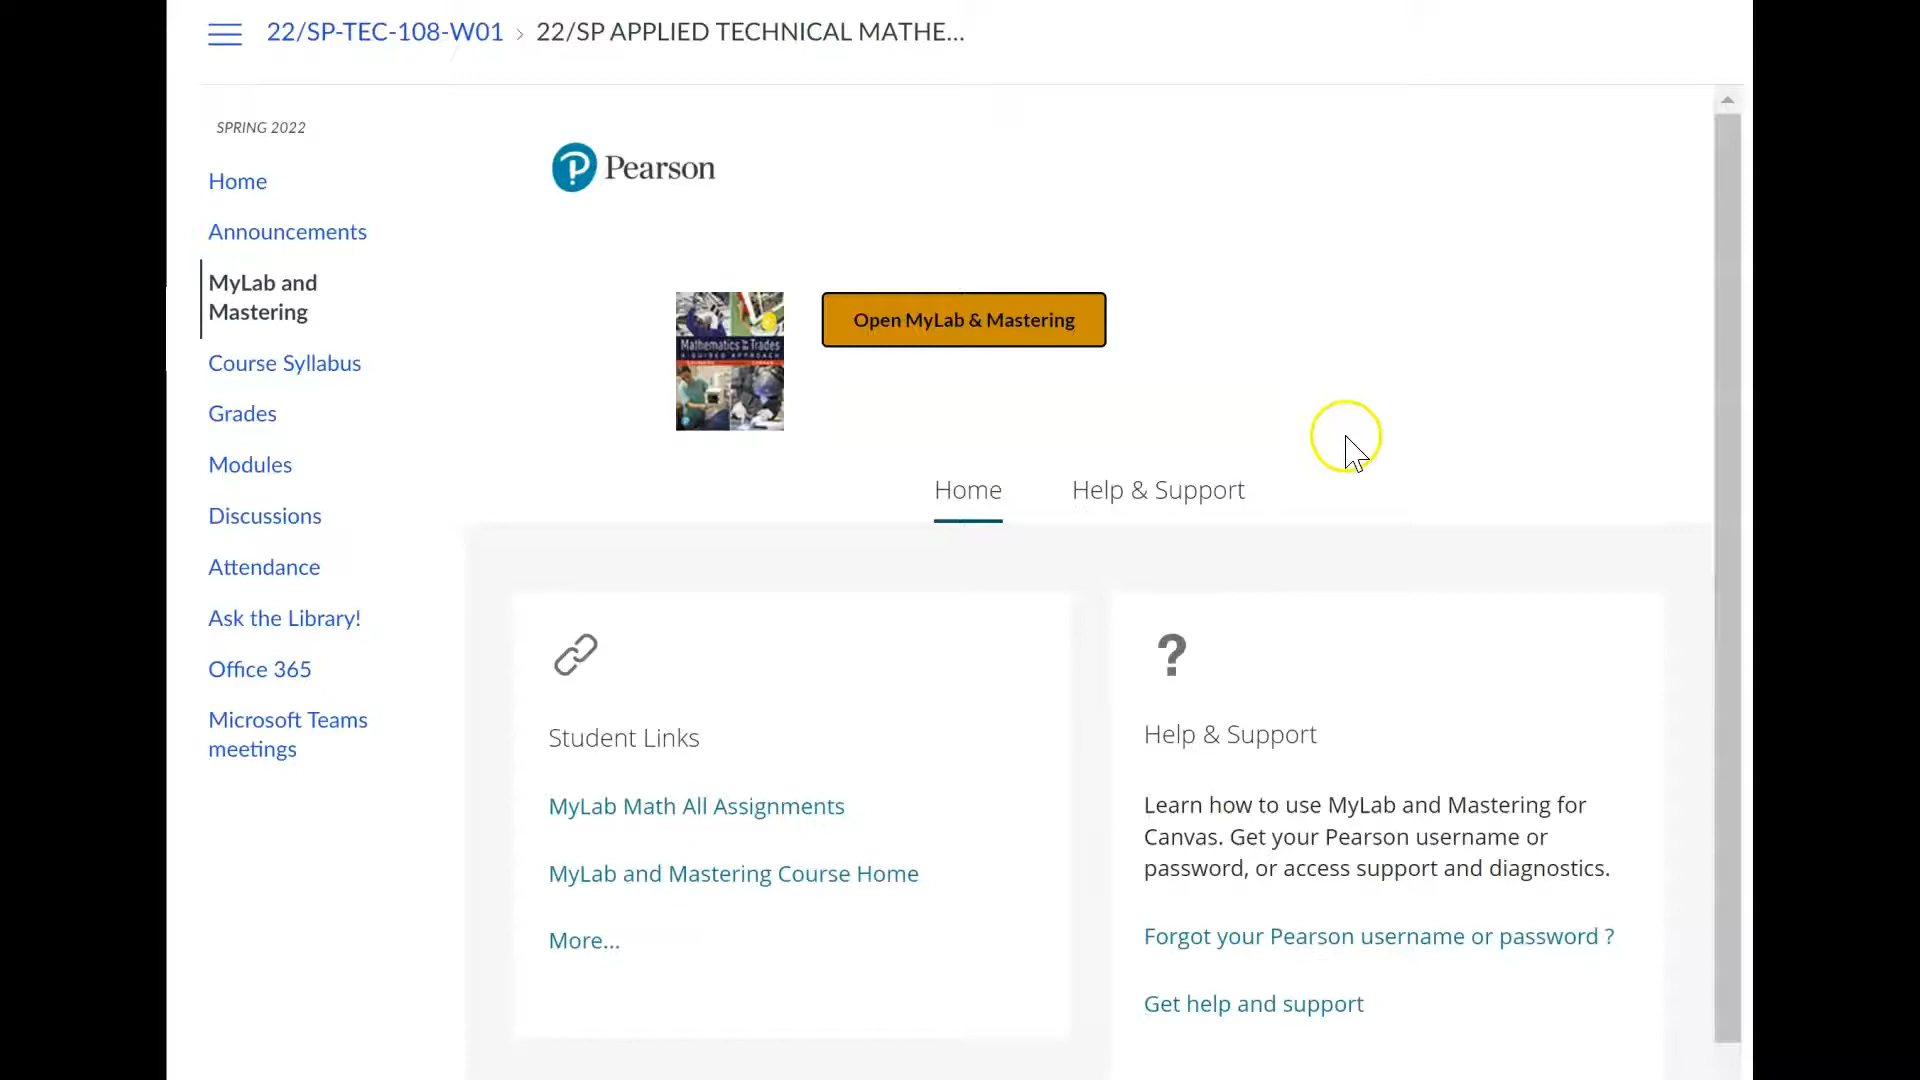 22/SP-TEC-108-W01 › 22/SP APPLIED TECHNICAL MATHE...
SPRING 2022
Home
Announcements
MyLab and
Mastering
Course Syllabus
Grades
Modules
Discussions
Attendance
Ask the Library!
Office 365
Microsoft Teams
meetings
Pearson
Mathematics for the Trades
A GUIDED APPROACH
Open MyLab & Mastering
Home
Help & Support
Student Links
MyLab Math All Assignments
MyLab and Mastering Course Home
More...
?
Help & Support
Learn how to use MyLab and Mastering for
Canvas. Get your Pearson username or
password, or access support and diagnostics.
Forgot your Pearson username or password ?
Get help and support